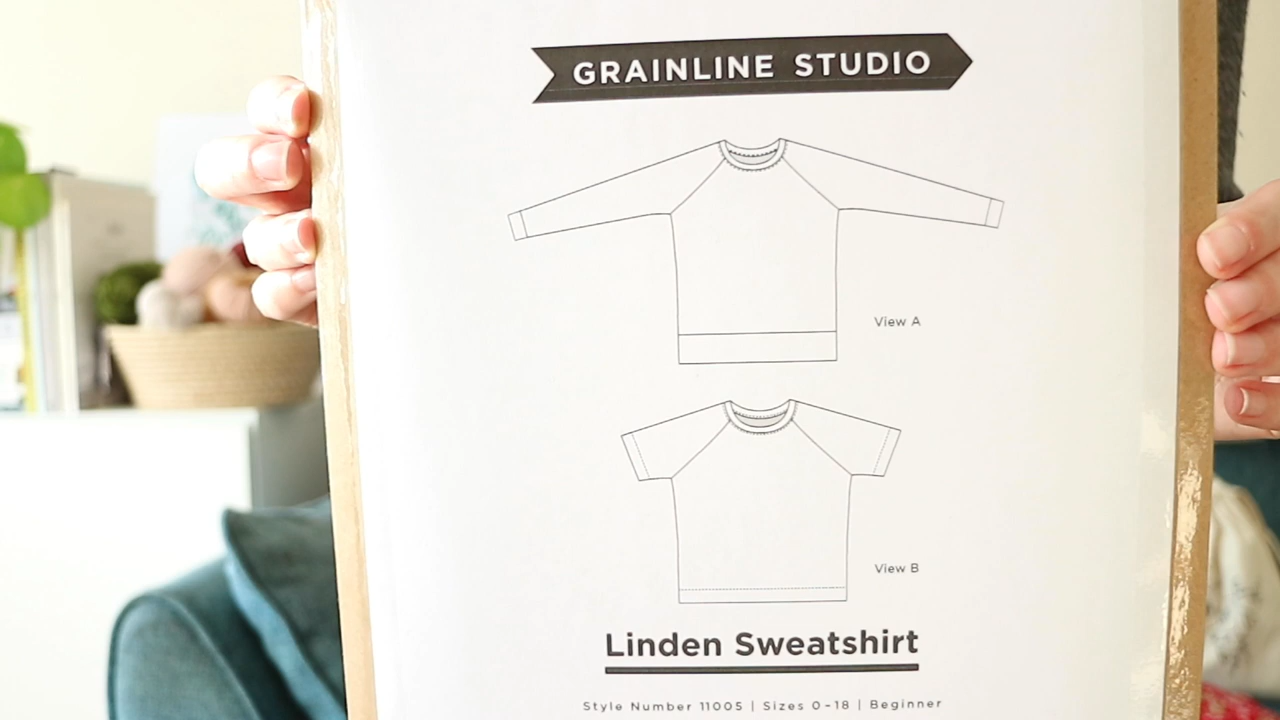 GRAINLINE STUDIO
View A
View B
Linden Sweatshirt
Style Number 11005 | Sizes 0-18 | Beginner